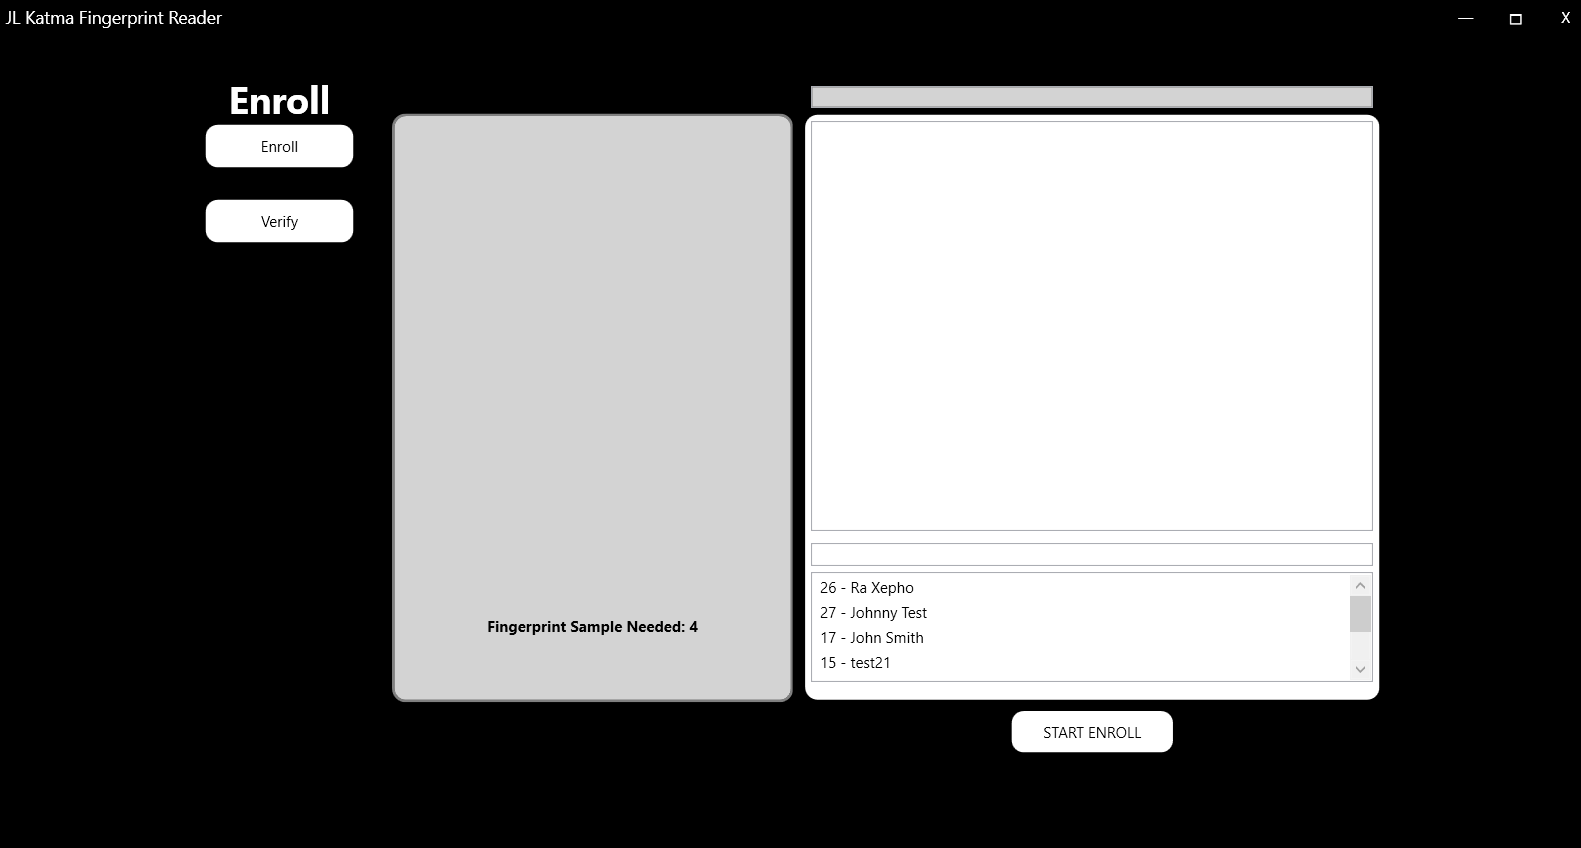 JL Katma Fingerprint Reader
X
Enroll
Enroll
Verify
Fingerprint Sample Needed: 4
26 - Ra Xepho
27 - Johnny Test
17 - John Smith
15 - test21
START ENROLL